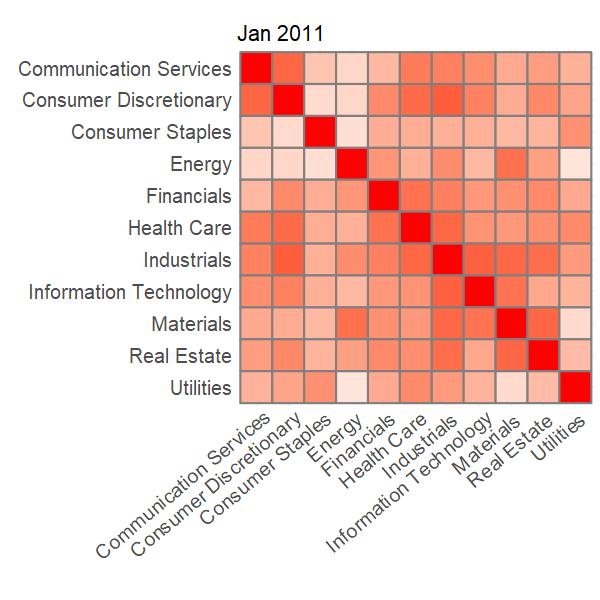 Jan 2011
Communication Services
Consumer Discretionary
Consumer Staples
Energy
Financials
Health Care
Industrials
Information Technology
Materials
Real Estate
Utilities
Communication Services
Consumer Discretionary
Consumer Staples
Energy
Financials
Health Care
Industrials
Information Technology
Materials
Real Estate
Utilities